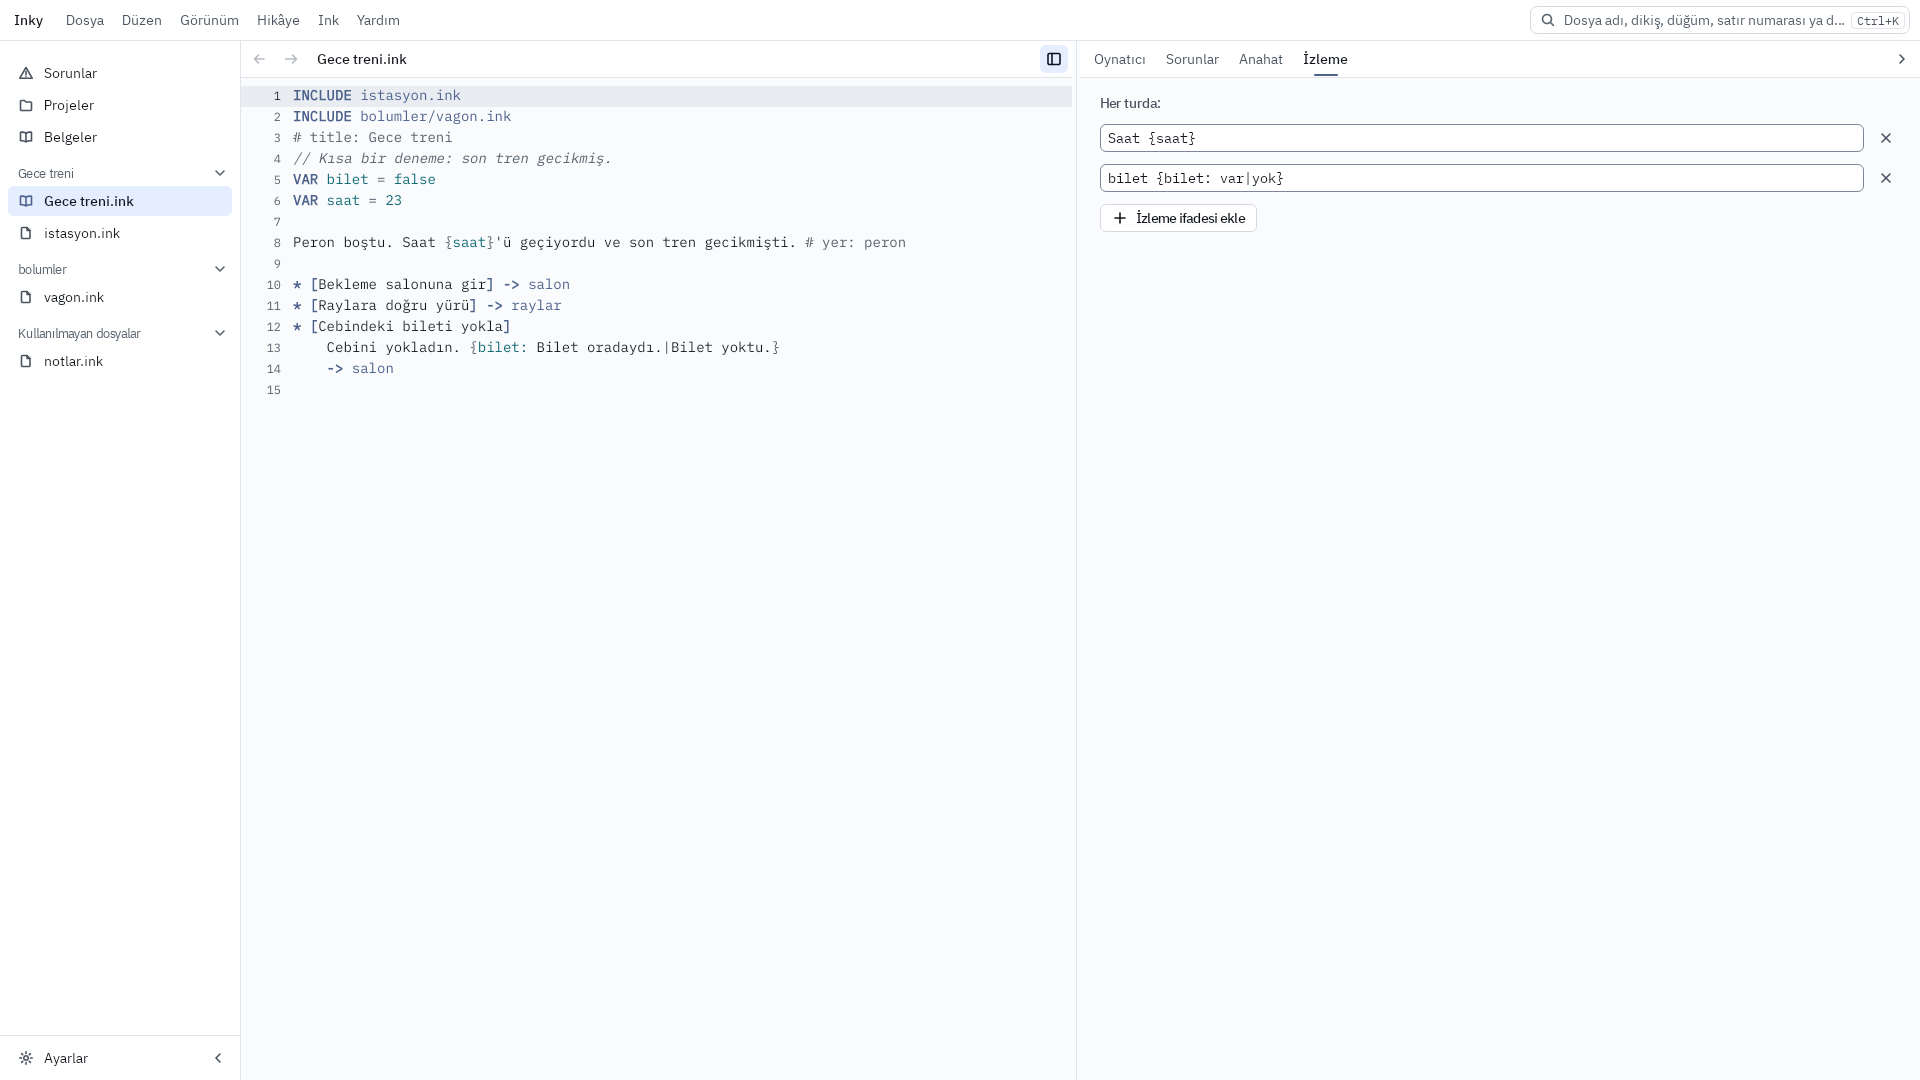 Inky Dosya Düzen Görünüm Hikâye Ink Yardım
Dosya adı, dikiş, düğüm, satır numarası ya d... Ctrl+K
Sorunlar
Projeler
Belgeler
Gece treni
Gece treni.ink
istasyon.ink
bolumler
vagon.ink
Kullanılmayan dosyalar
notlar.ink
Ayarlar
Gece treni.ink
1 INCLUDE istasyon.ink
2 INCLUDE bolumler/vagon.ink
3 # title: Gece treni
4 // Kısa bir deneme: son tren gecikmiş.
5 VAR bilet = false
6 VAR saat = 23
7
8 Peron boştu. Saat {saat}'ü geçiyordu ve son tren gecikmişti. # yer: peron
9
10 * [Bekleme salonuna gir] -> salon
11 * [Raylara doğru yürü] -> raylar
12 * [Cebindeki bileti yokla]
13 Cebini yokladın. {bilet: Bilet oradaydı.|Bilet yoktu.}
14 -> salon
15
Oynatıcı Sorunlar Anahat İzleme
Her turda:
Saat {saat}
bilet {bilet: var|yok}
İzleme ifadesi ekle